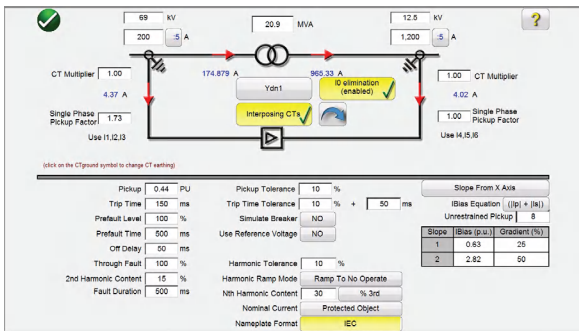 69 kV
20.9 MVA
12.5 kV
?
200 :5 A
1,200 :5 A
CT Multiplier 1.00
174.879 A
965.33 A
1.00 CT Multiplier
4.37 A
Ydn1
I0 elimination (enabled)
4.02 A
Single Phase Pickup Factor 1.73
Interposing CTs
1.00 Single Phase Pickup Factor
Use I1,I2,I3
Use I4,I5,I6
(click on the CTground symbol to change CT earthing)
Pickup 0.44 PU
Pickup Tolerance 10 %
Slope From X Axis
Trip Time 150 ms
Trip Time Tolerance 10 % + 50 ms
IBias Equation (|Ip| + |Is|)
Prefault Level 100 %
Simulate Breaker NO
Unrestrained Pickup 8
Prefault Time 500 ms
Use Reference Voltage NO
Slope IBias (p.u.) Gradient (%)
Off Delay 50 ms
1 0.63 25
Through Fault 100 %
Harmonic Tolerance 10 %
2 2.82 50
2nd Harmonic Content 15 %
Harmonic Ramp Mode Ramp To No Operate
Fault Duration 500 ms
Nth Harmonic Content 30 % 3rd
Nominal Current Protected Object
Nameplate Format IEC